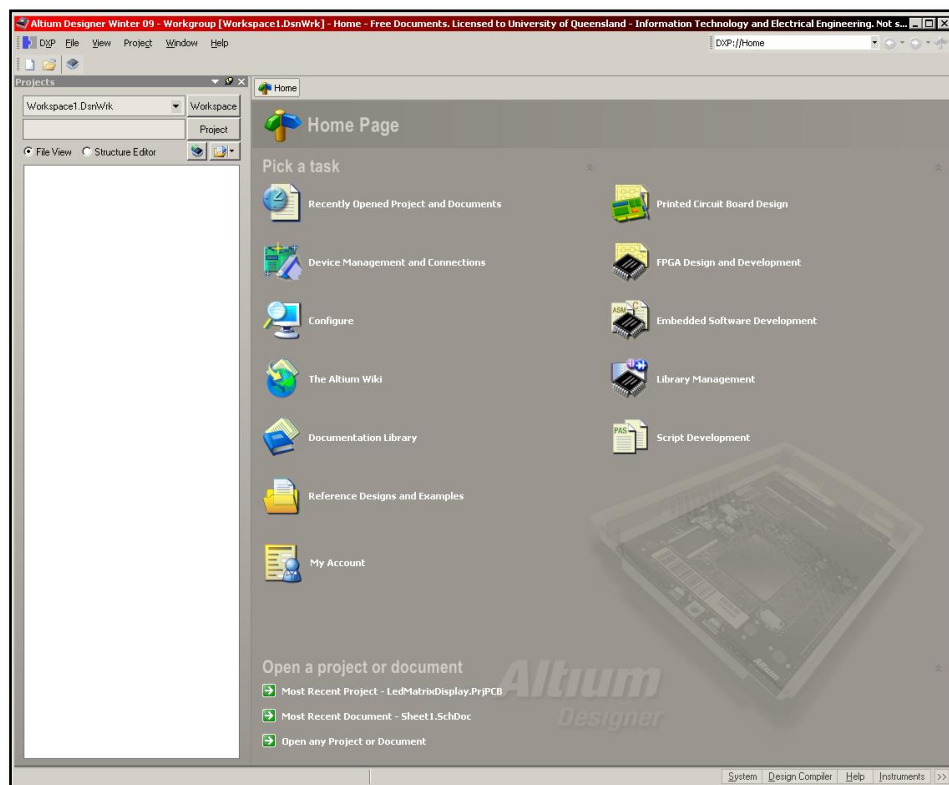 Altium Designer Winter 09 - Workgroup [Workspace1.DsnWrk] - Home - Free Documents. Licensed to University of Queensland - Information Technology and Electrical Engineering. Not s...
DXP File View Project Window Help
DXP://Home
Projects
Home
Workspace1.DsnWrk Workspace
Project
File View Structure Editor
Home Page
Pick a task
Recently Opened Project and Documents
Printed Circuit Board Design
Device Management and Connections
FPGA Design and Development
Configure
ASM C
Embedded Software Development
The Altium Wiki
Library Management
Documentation Library
PAS
Script Development
Reference Designs and Examples
My Account
Open a project or document
Most Recent Project - LedMatrixDisplay.PrjPCB
Most Recent Document - Sheet1.SchDoc
Open any Project or Document
Altium
Designer
Altium
System Design Compiler Help Instruments >>